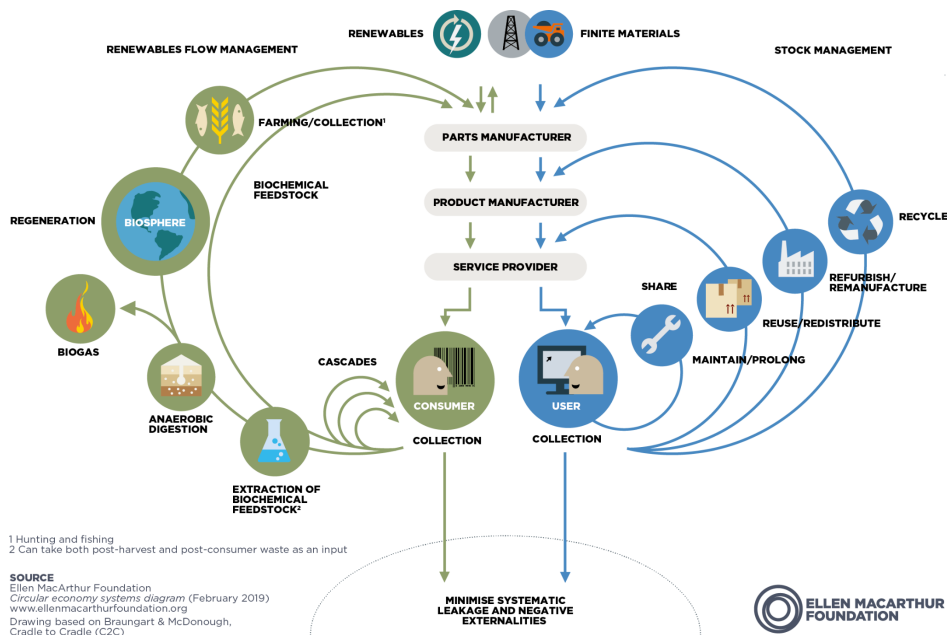 RENEWABLES
FINITE MATERIALS
RENEWABLES FLOW MANAGEMENT
STOCK MANAGEMENT
FARMING/COLLECTION¹
PARTS MANUFACTURER
BIOCHEMICAL
FEEDSTOCK
PRODUCT MANUFACTURER
REGENERATION
BIOSPHERE
RECYCLE
SERVICE PROVIDER
SHARE
REFURBISH/
REMANUFACTURE
REUSE/REDISTRIBUTE
BIOGAS
CASCADES
MAINTAIN/PROLONG
CONSUMER
USER
ANAEROBIC
DIGESTION
COLLECTION
COLLECTION
EXTRACTION OF
BIOCHEMICAL
FEEDSTOCK²
1 Hunting and fishing
2 Can take both post-harvest and post-consumer waste as an input
SOURCE
Ellen MacArthur Foundation
Circular economy systems diagram (February 2019)
www.ellenmacarthurfoundation.org
Drawing based on Braungart & McDonough,
Cradle to Cradle (C2C)
MINIMISE SYSTEMATIC
LEAKAGE AND NEGATIVE
EXTERNALITIES
ELLEN MACARTHUR
FOUNDATION